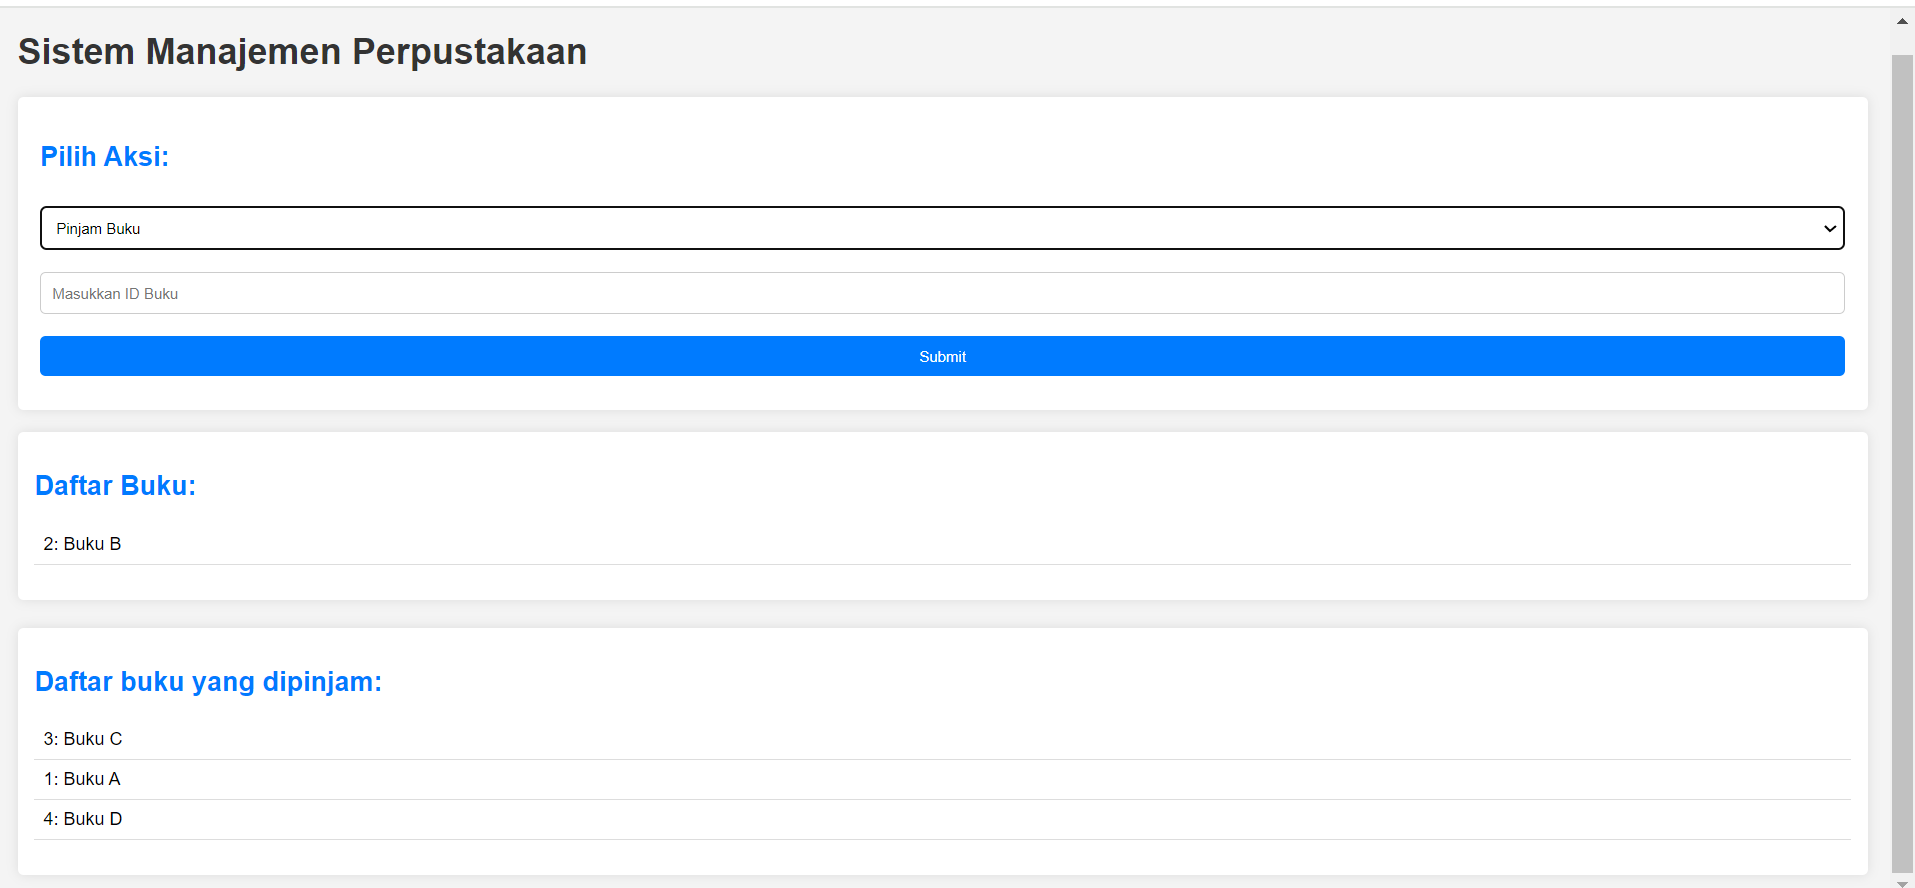 Sistem Manajemen Perpustakaan
Pilih Aksi:
Pinjam Buku
Masukkan ID Buku
Submit
Daftar Buku:
2: Buku B
Daftar buku yang dipinjam:
3: Buku C
1: Buku A
4: Buku D